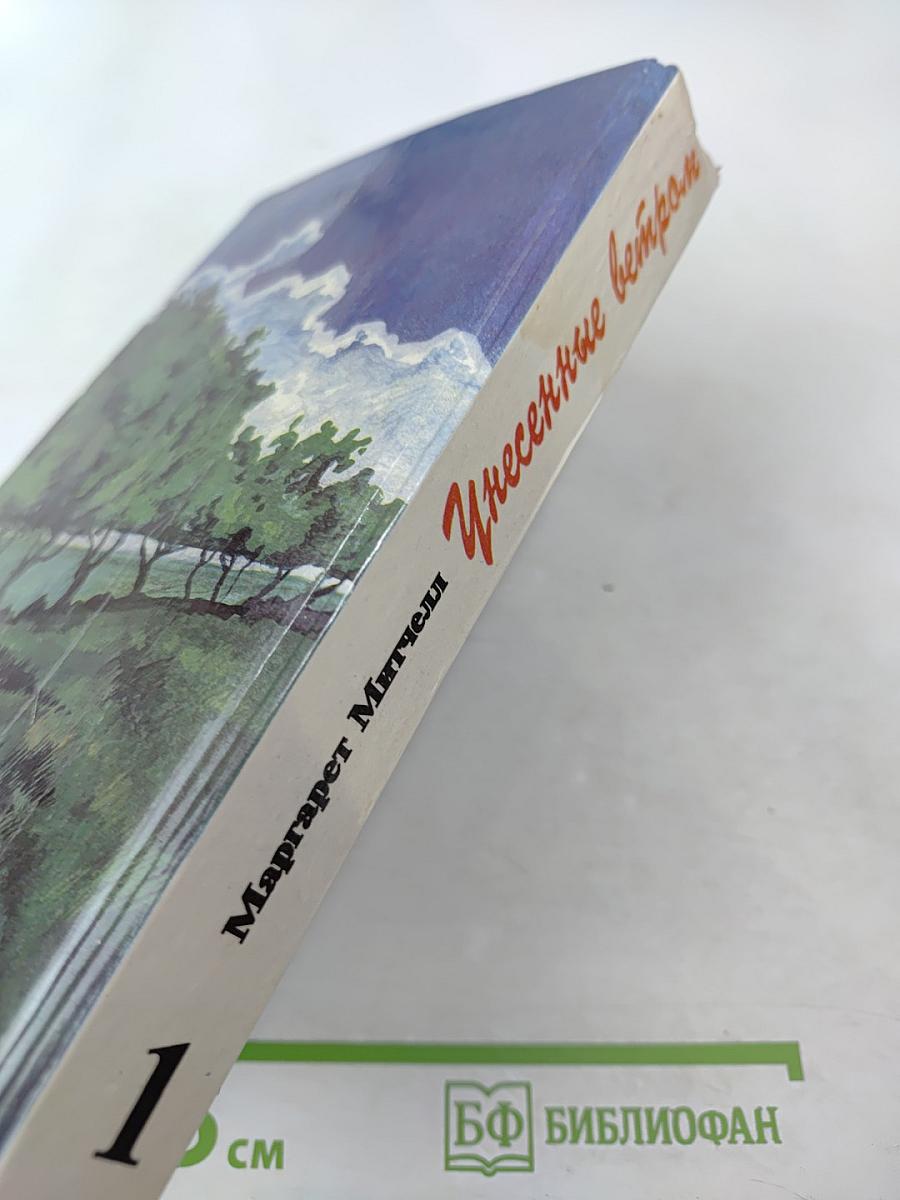 Унесенные ветром
Маргарет Митчелл
1
см
БФ БИБЛИОФАН